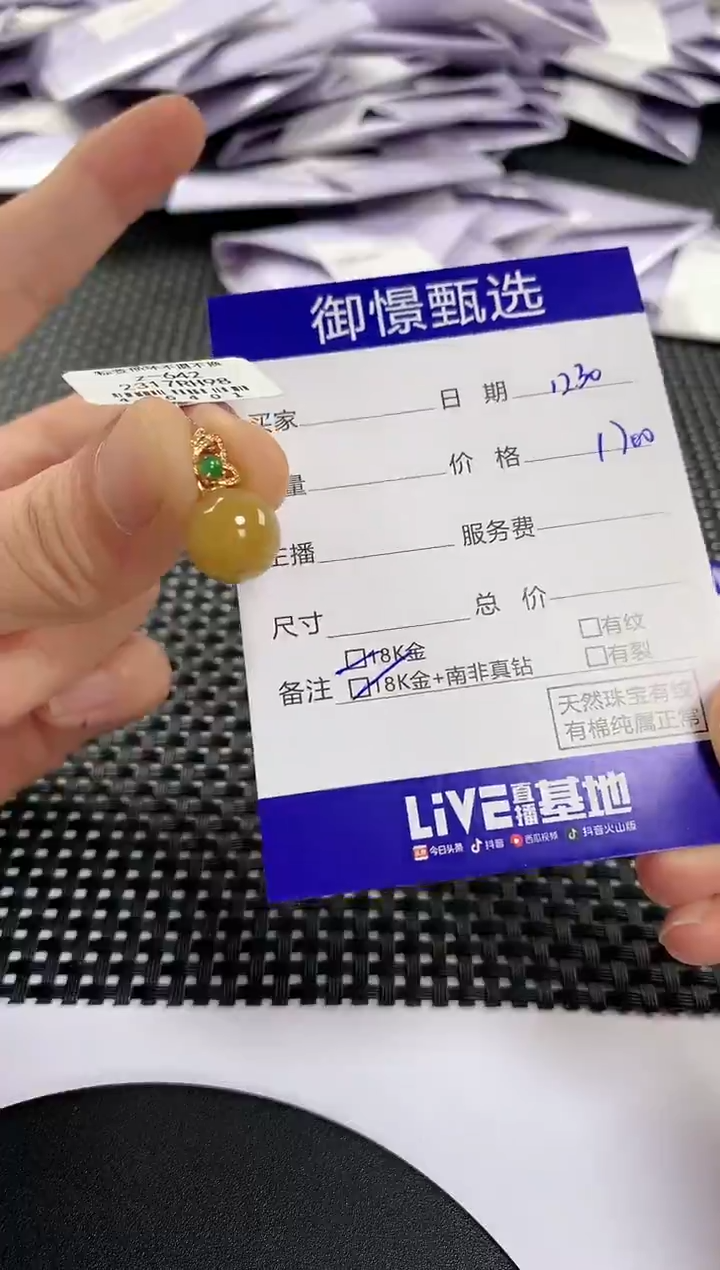 御憬甄选
Z-642
2317RH98
买家 日期 1230
量 价格 1700
主播 服务费
尺寸 总价
□18K金 □有纹
备注 □18K金+南非真钻 □有裂
天然珠宝有纹
有棉纯属正常
LiVE直播基地
今日头条 抖音 西瓜视频 抖音火山版